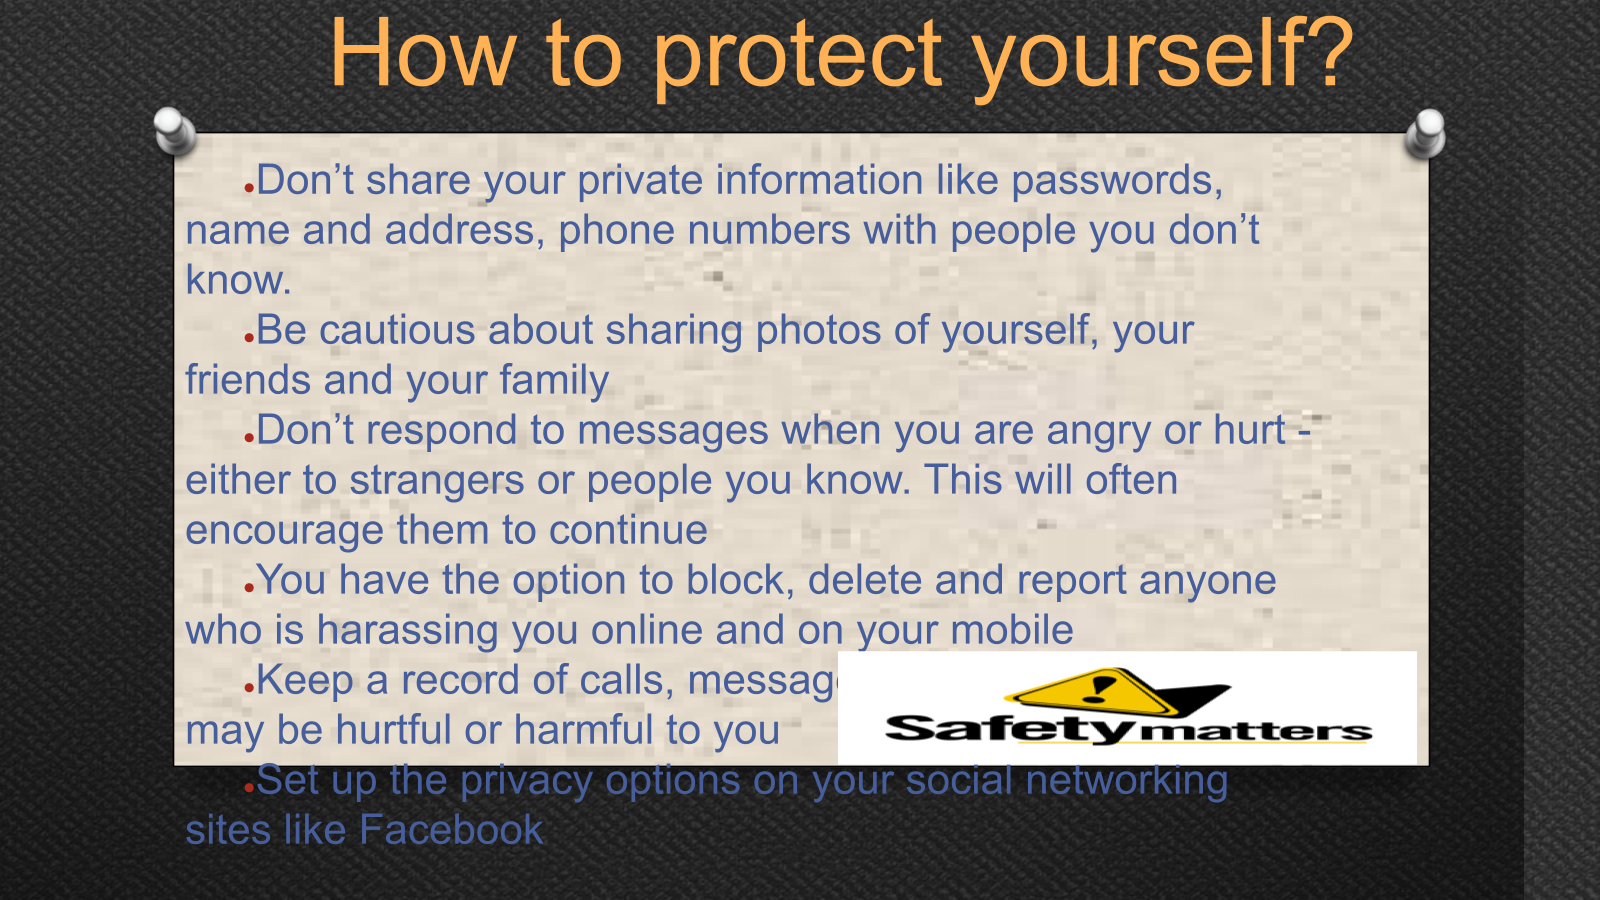 How to protect yourself?
•Don’t share your private information like passwords,
name and address, phone numbers with people you don’t
know.
•Be cautious about sharing photos of yourself, your
friends and your family
•Don’t respond to messages when you are angry or hurt -
either to strangers or people you know. This will often
encourage them to continue
•You have the option to block, delete and report anyone
who is harassing you online and on your mobile
•Keep a record of calls, messag
may be hurtful or harmful to you
Safety matters
•Set up the privacy options on your social networking
sites like Facebook